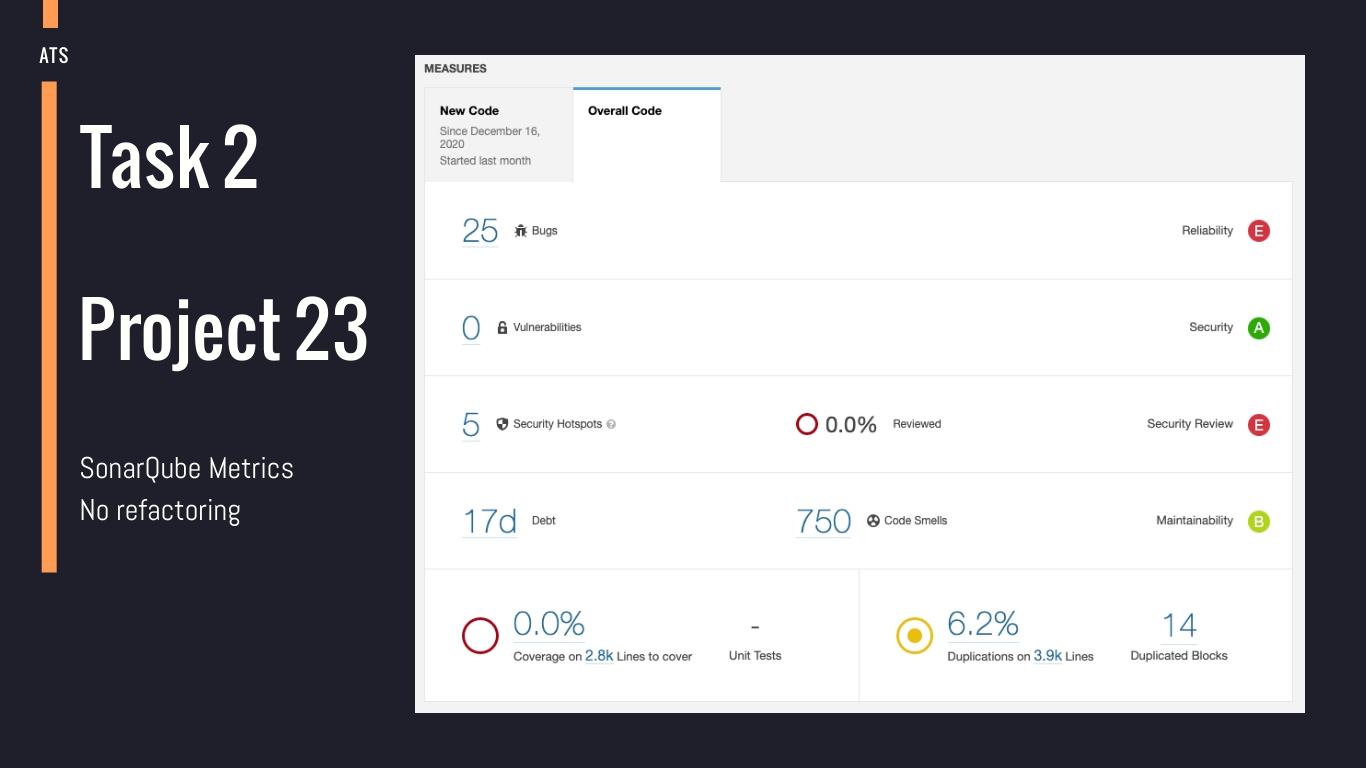 ATS
Task 2
Project 23
SonarQube Metrics
No refactoring
MEASURES
New Code
Since December 16,
2020
Started last month
Overall Code
25 Bugs
Reliability E
0 Vulnerabilities
Security A
5 Security Hotspots ?
0.0% Reviewed
Security Review E
17d Debt
750 Code Smells
Maintainability B
0.0%
Coverage on 2.8k Lines to cover
-
Unit Tests
6.2%
Duplications on 3.9k Lines
14
Duplicated Blocks